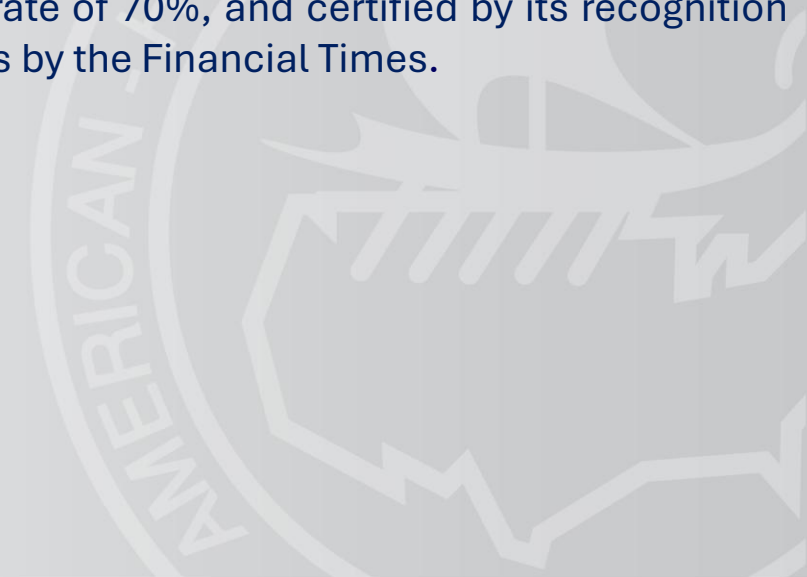 rate of 70%, and certified by its recognition
s by the Financial Times.
AMERICAN